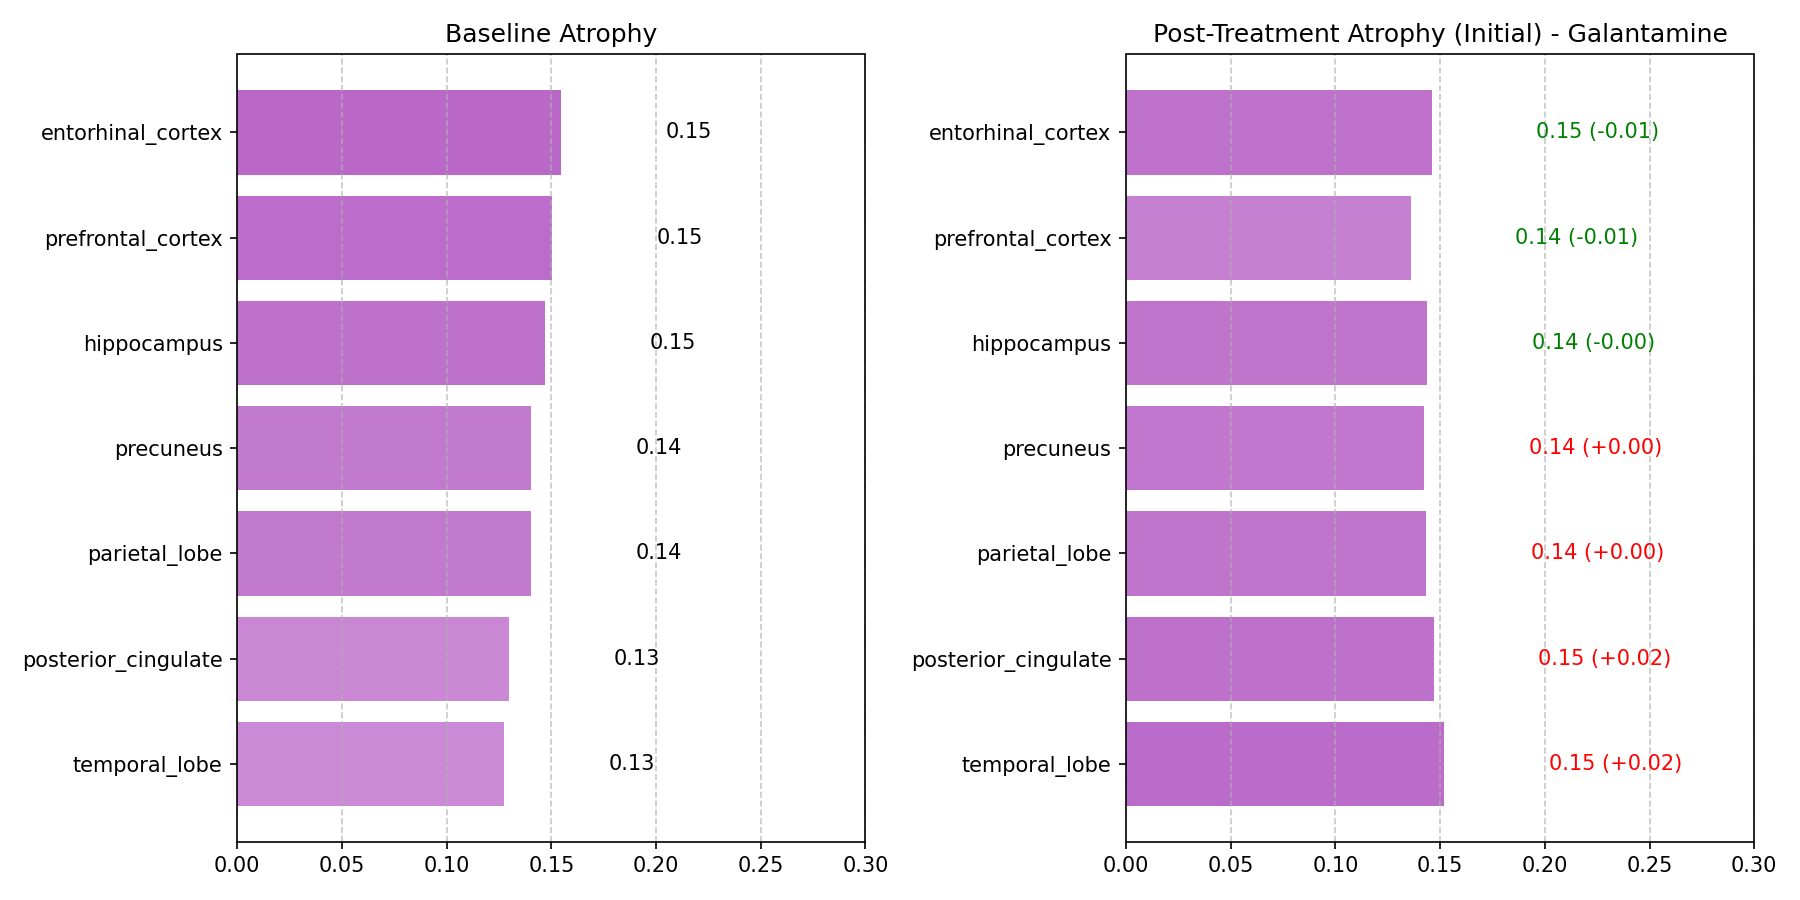 Baseline Atrophy
entorhinal_cortex
0.15
prefrontal_cortex
0.15
hippocampus
0.15
precuneus
0.14
parietal_lobe
0.14
posterior_cingulate
0.13
temporal_lobe
0.13
0.00 0.05 0.10 0.15 0.20 0.25 0.30
Post-Treatment Atrophy (Initial) - Galantamine
entorhinal_cortex
0.15 (-0.01)
prefrontal_cortex
0.14 (-0.01)
hippocampus
0.14 (-0.00)
precuneus
0.14 (+0.00)
parietal_lobe
0.14 (+0.00)
posterior_cingulate
0.15 (+0.02)
temporal_lobe
0.15 (+0.02)
0.00 0.05 0.10 0.15 0.20 0.25 0.30